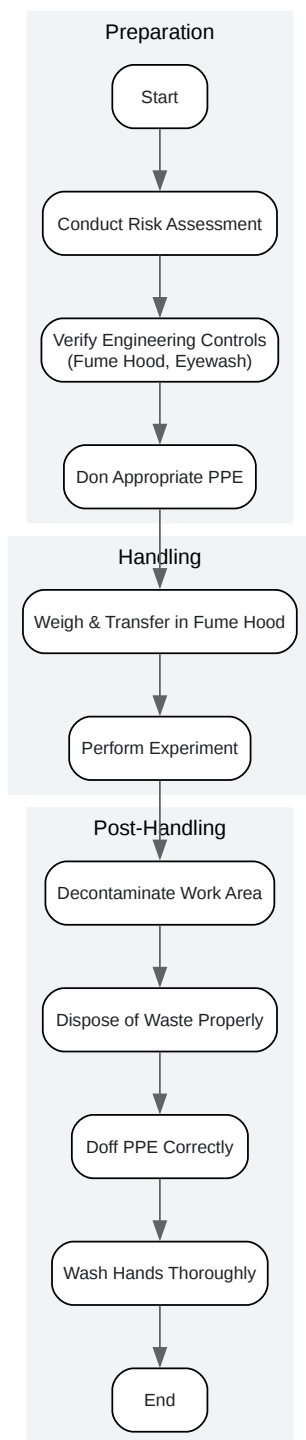 Preparation
Start
Conduct Risk Assessment
Verify Engineering Controls
(Fume Hood, Eyewash)
Don Appropriate PPE
Handling
Weigh & Transfer in Fume Hood
Perform Experiment
Post-Handling
Decontaminate Work Area
Dispose of Waste Properly
Doff PPE Correctly
Wash Hands Thoroughly
End